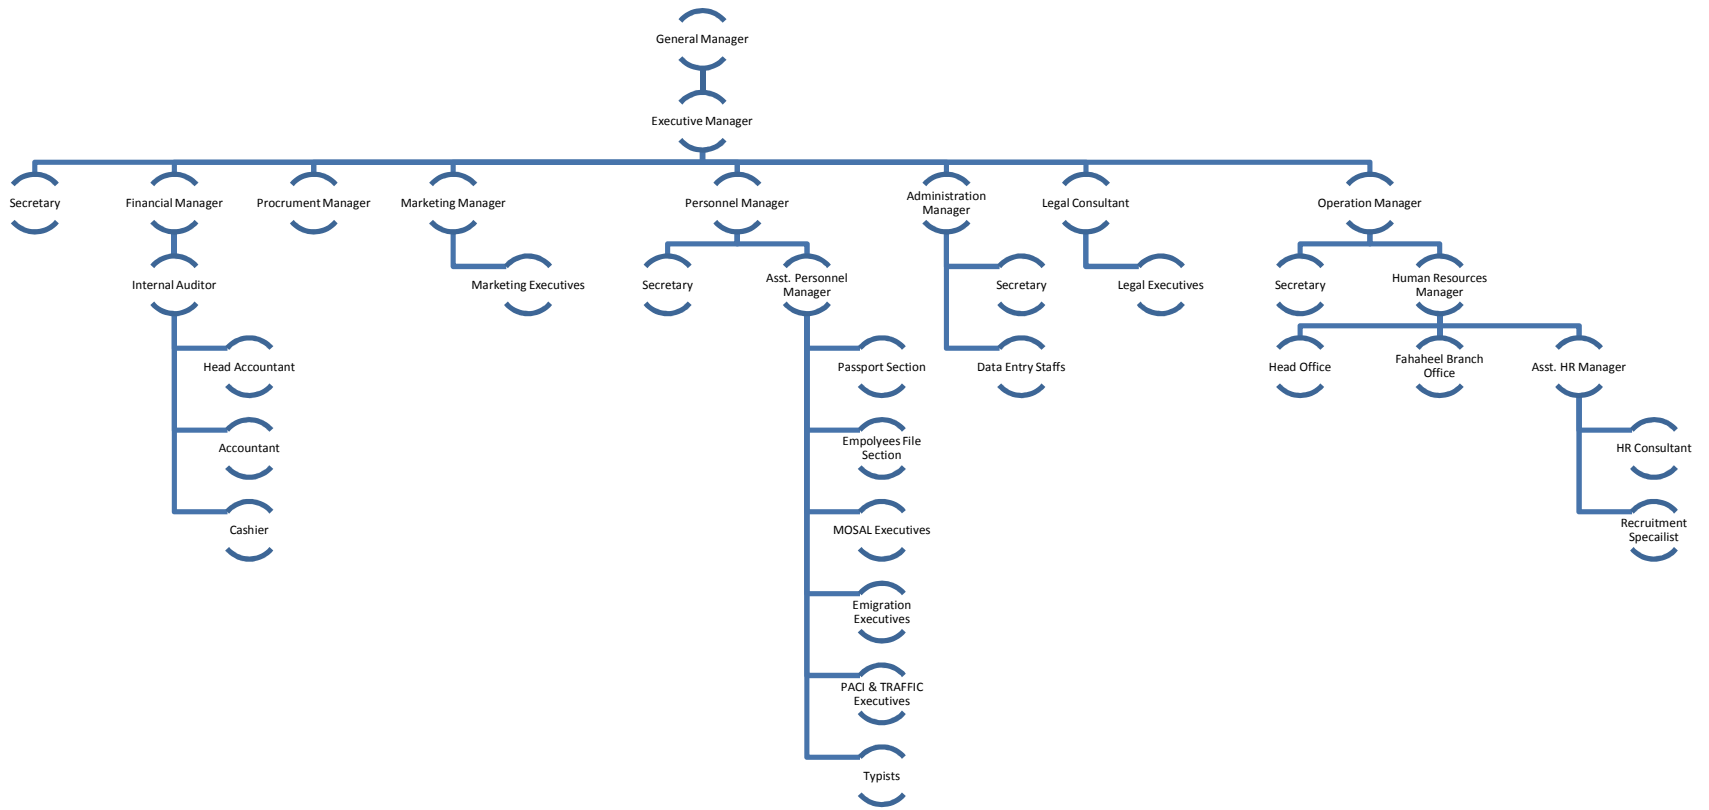 General Manager
Executive Manager
Secretary
Financial Manager
Procrument Manager
Marketing Manager
Personnel Manager
Administration
Manager
Legal Consultant
Operation Manager
Internal Auditor
Marketing Executives
Secretary
Asst. Personnel
Manager
Secretary
Legal Executives
Secretary
Human Resources
Manager
Head Accountant
Passport Section
Data Entry Staffs
Head Office
Fahaheel Branch
Office
Asst. HR Manager
Accountant
Empolyees File
Section
HR Consultant
Cashier
MOSAL Executives
Recruitment
Specailist
Emigration
Executives
PACI & TRAFFIC
Executives
Typists